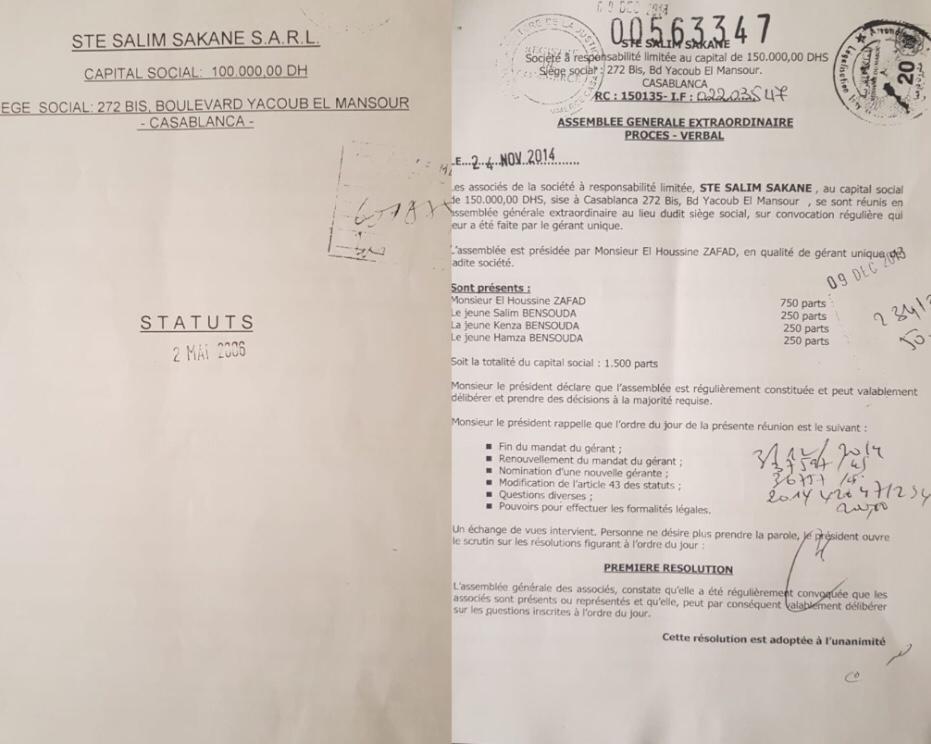 STE SALIM SAKANE S.A.R.L.
CAPITAL SOCIAL: 100.000,00 DH
EGE SOCIAL: 272 BIS, BOULEVARD YACOUB EL MANSOUR
- CASABLANCA -
STATUTS
2 MAI 2006
00563347
STE SALIM SAKANE
Société à responsabilité limitée au capital de 150.000,00 DHS
Siège social : 272 Bis, Bd Yacoub El Mansour.
CASABLANCA
RC : 150135- I.F :
ASSEMBLEE GENERALE EXTRAORDINAIRE
PROCES - VERBAL
E...24 NOV. 2014.......
es associés de la société à responsabilité limitée, STE SALIM SAKANE , au capital social
de 150.000,00 DHS, sise à Casablanca 272 Bis, Bd Yacoub El Mansour , se sont réunis en
assemblée générale extraordinaire au lieu dudit siège social, sur convocation régulière qui
eur a été faite par le gérant unique.
L'assemblée est présidée par Monsieur El Houssine ZAFAD, en qualité de gérant unique
adite société.
09 DEC
Sont présents :
Monsieur El Houssine ZAFAD 750 parts
Le jeune Salim BENSOUDA 250 parts
La jeune Kenza BENSOUDA 250 parts
Le jeune Hamza BENSOUDA 250 parts
Soit la totalité du capital social : 1.500 parts
Monsieur le président déclare que l'assemblée est régulièrement constituée et peut valablement
délibérer et prendre des décisions à la majorité requise.
Monsieur le président rappelle que l'ordre du jour de la présente réunion est le suivant :
■ Fin du mandat du gérant ;
■ Renouvellement du mandat du gérant ;
■ Nomination d'une nouvelle gérante ;
■ Modification de l'article 43 des statuts ;
■ Questions diverses ;
■ Pouvoirs pour effectuer les formalités légales.
Un échange de vues intervient. Personne ne désire plus prendre la parole, le président ouvre
le scrutin sur les résolutions figurant à l'ordre du jour :
PREMIERE RESOLUTION
L'assemblée générale des associés, constate qu'elle a été régulièrement convoquée que les
associés sont présents ou représentés et qu'elle, peut par conséquent valablement délibérer
sur les questions inscrites à l'ordre du jour.
Cette résolution est adoptée à l'unanimité